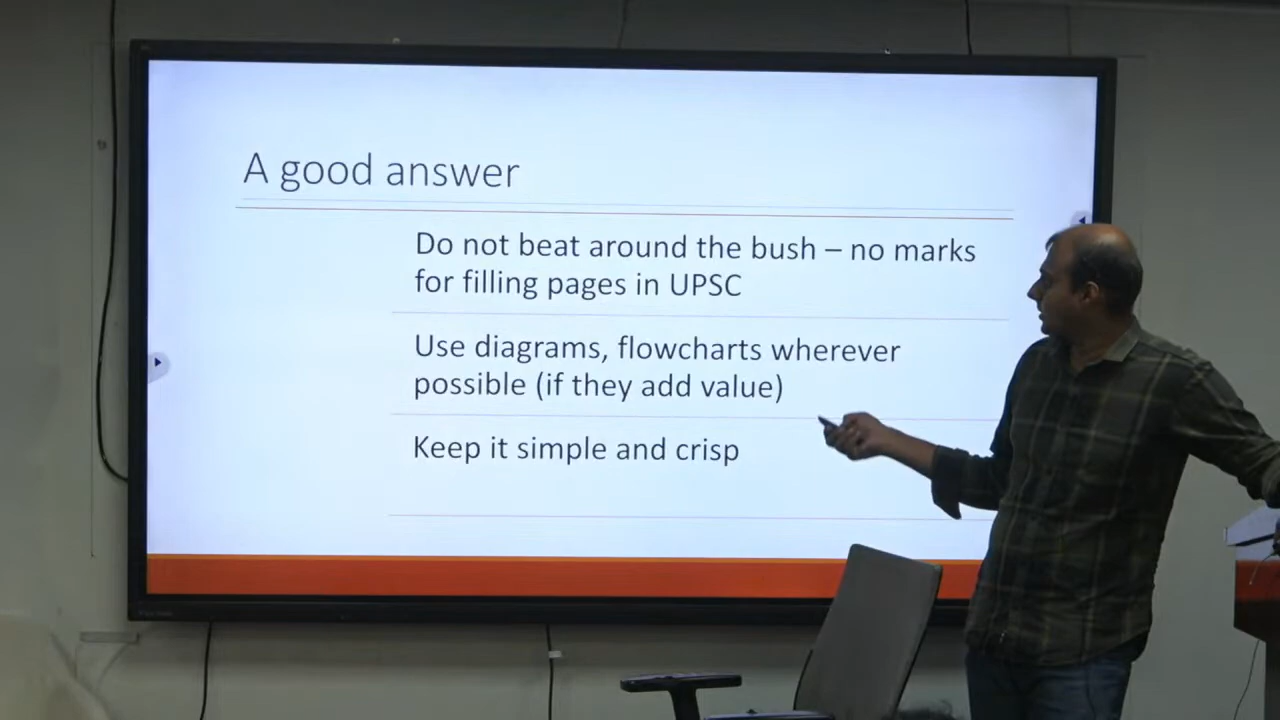 A good answer
Do not beat around the bush – no marks
for filling pages in UPSC
Use diagrams, flowcharts wherever
possible (if they add value)
Keep it simple and crisp